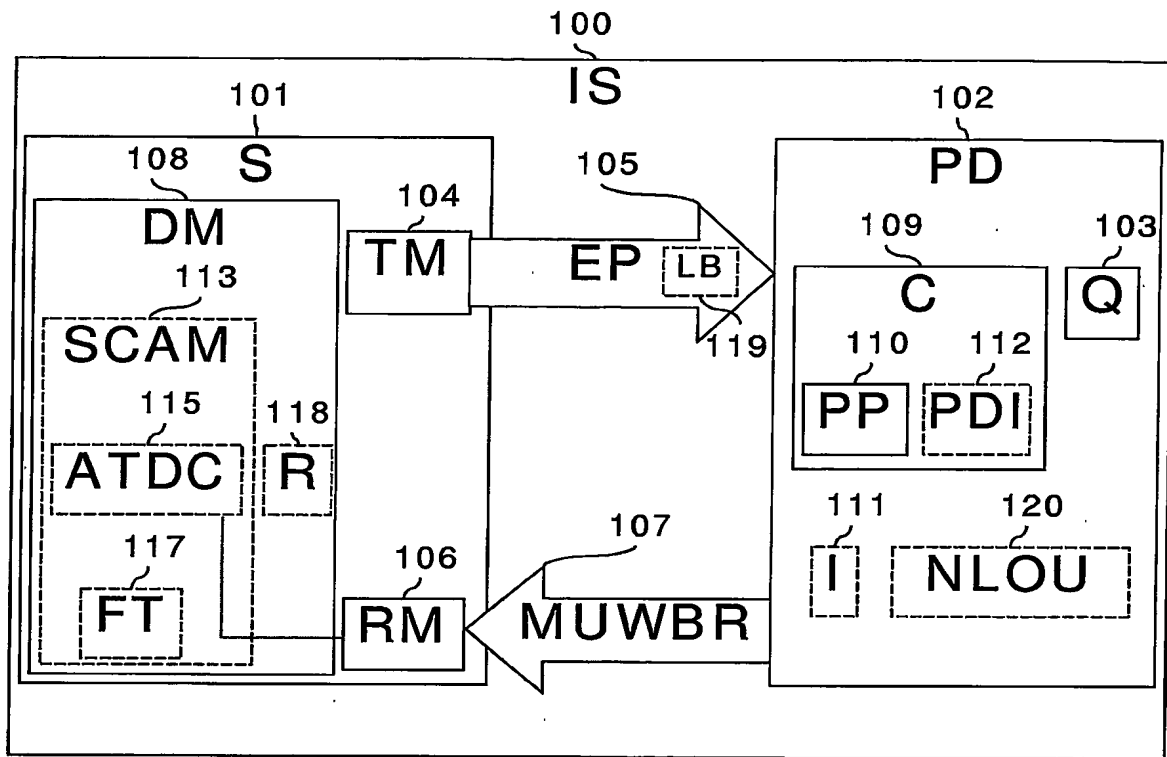 100
IS
101
S
102
PD
108
DM
104
TM
105
EP
LB
119
109
C
103
Q
113
SCAM
110
PP
112
PDI
115
ATDC
118
R
117
FT
106
RM
107
MUWBR
111
I
120
NLOU